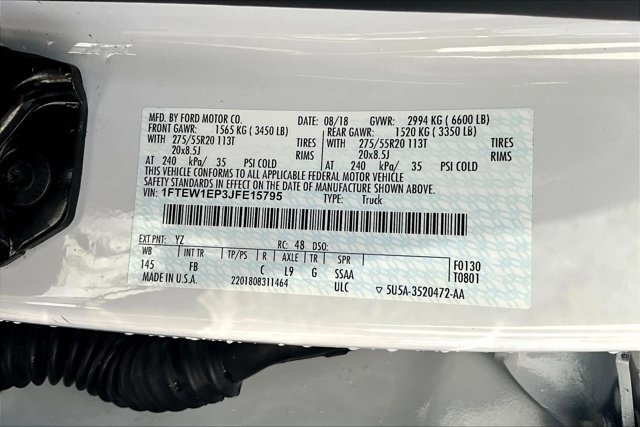 MFD. BY FORD MOTOR CO. DATE: 08/18 GVWR: 2994 KG ( 6600 LB)
FRONT GAWR: 1565 KG ( 3450 LB) REAR GAWR: 1520 KG ( 3350 LB)
WITH 275/55R20 113T TIRES WITH 275/55R20 113T TIRES
20x8.5J RIMS 20x8.5J RIMS
AT 240 kPa/ 35 PSI COLD AT 240 kPa/ 35 PSI COLD
THIS VEHICLE CONFORMS TO ALL APPLICABLE FEDERAL MOTOR VEHICLE
SAFETY STANDARDS IN EFFECT ON THE DATE OF MANUFACTURE SHOWN ABOVE.
VIN: 1FTEW1EP3JFE15795 TYPE: Truck
EXT PNT: YZ RC: 48 DSO:
WB INT TR TP/PS R AXLE TR SPR F0130
145 FB C L9 G SSAA T0801
MADE IN U.S.A. 2201808311464 ULC ▽ 5U5A-3520472-AA